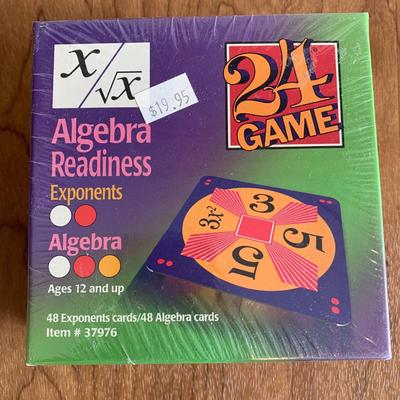 x
√x
$19.95
24
GAME
Algebra
Readiness
Exponents
Algebra
Ages 12 and up
48 Exponents cards/48 Algebra cards
Item # 37976
3
3x²
5
5